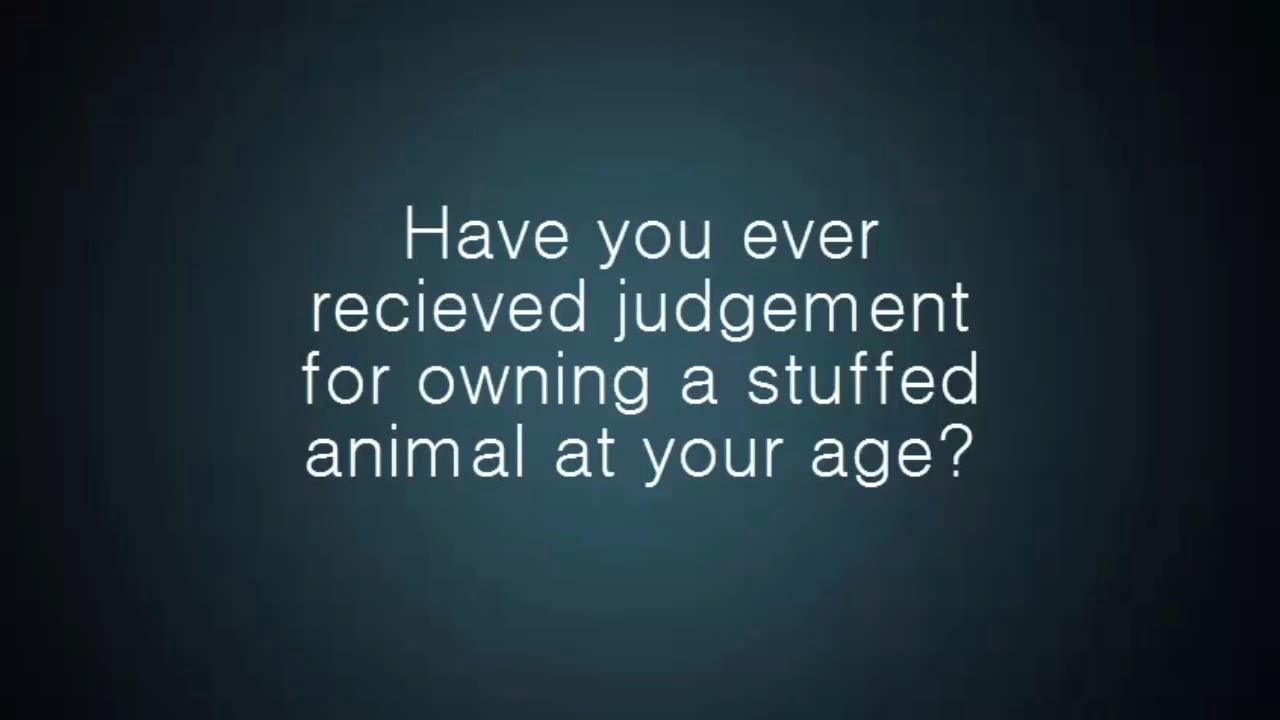 Have you ever
recieved judgement
for owning a stuffed
animal at your age?